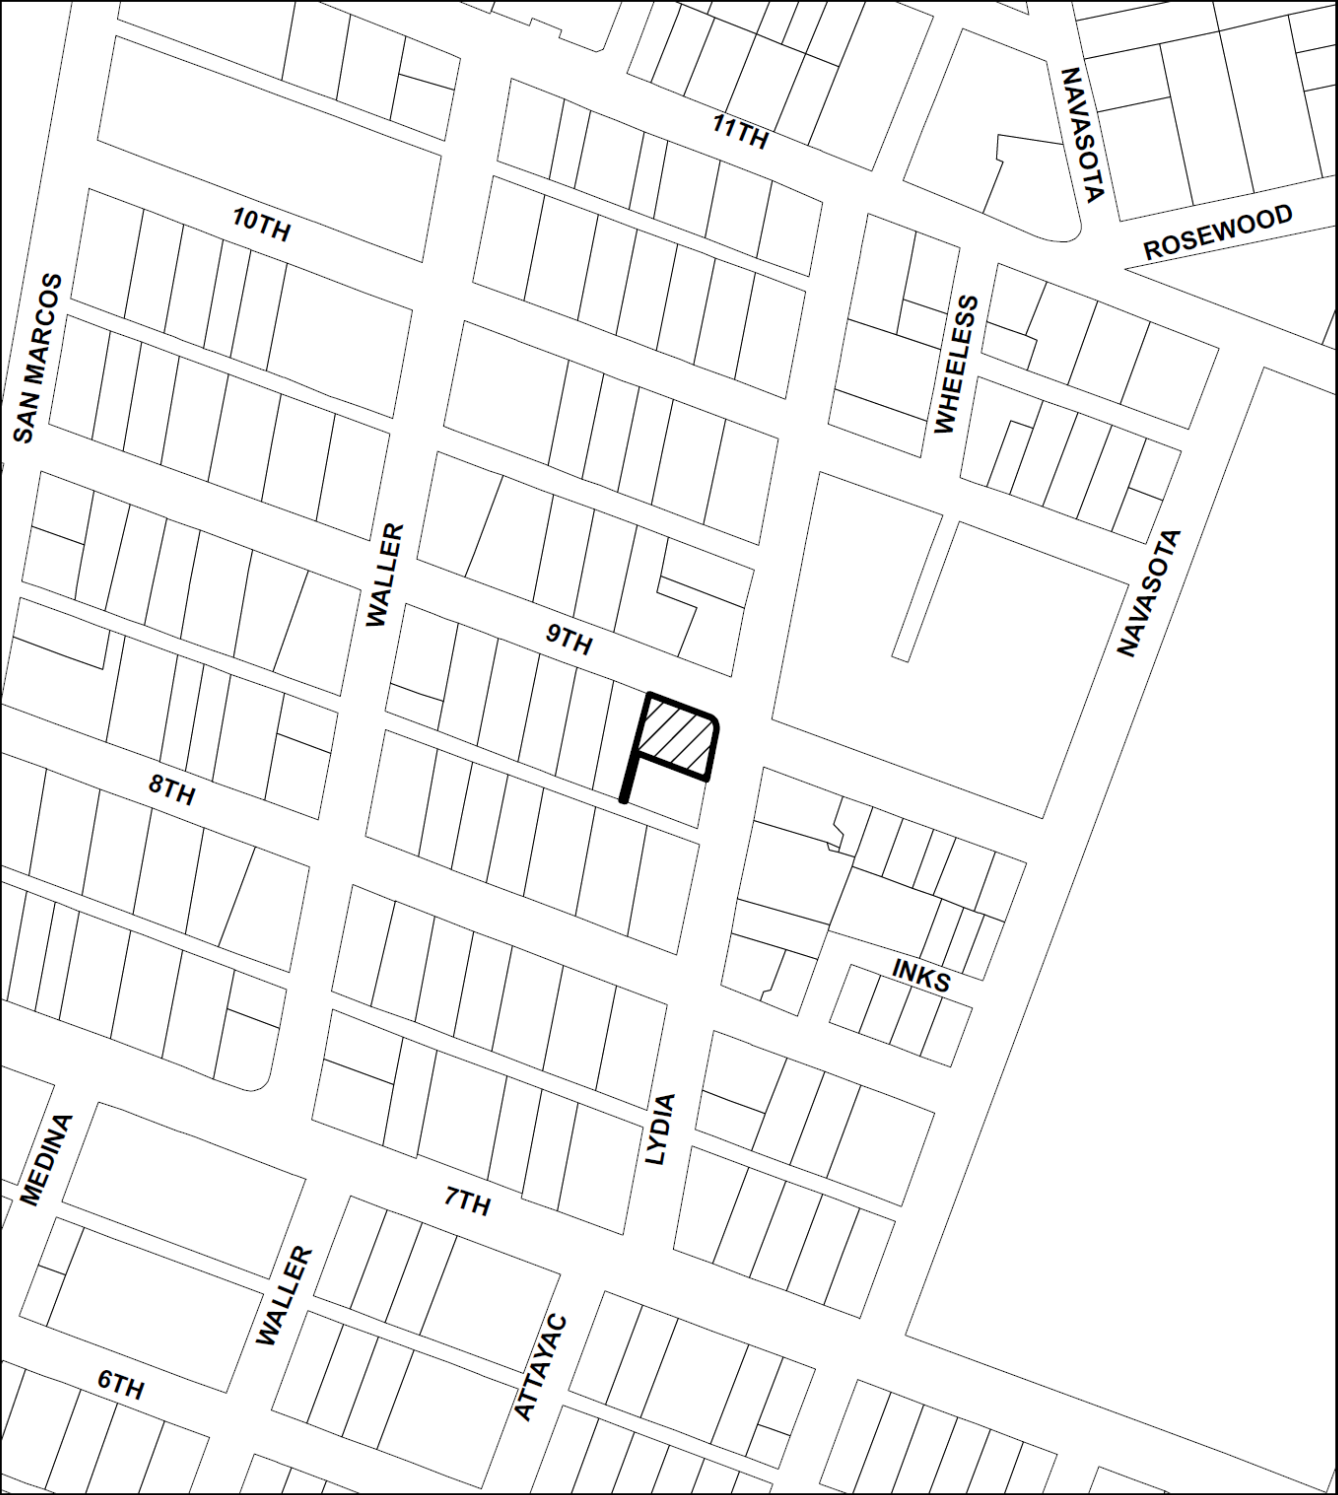 11TH
NAVASOTA
10TH
ROSEWOOD
SAN MARCOS
WHEELESS
WALLER
NAVASOTA
9TH
8TH
INKS
LYDIA
MEDINA
7TH
WALLER
ATTAYAC
6TH